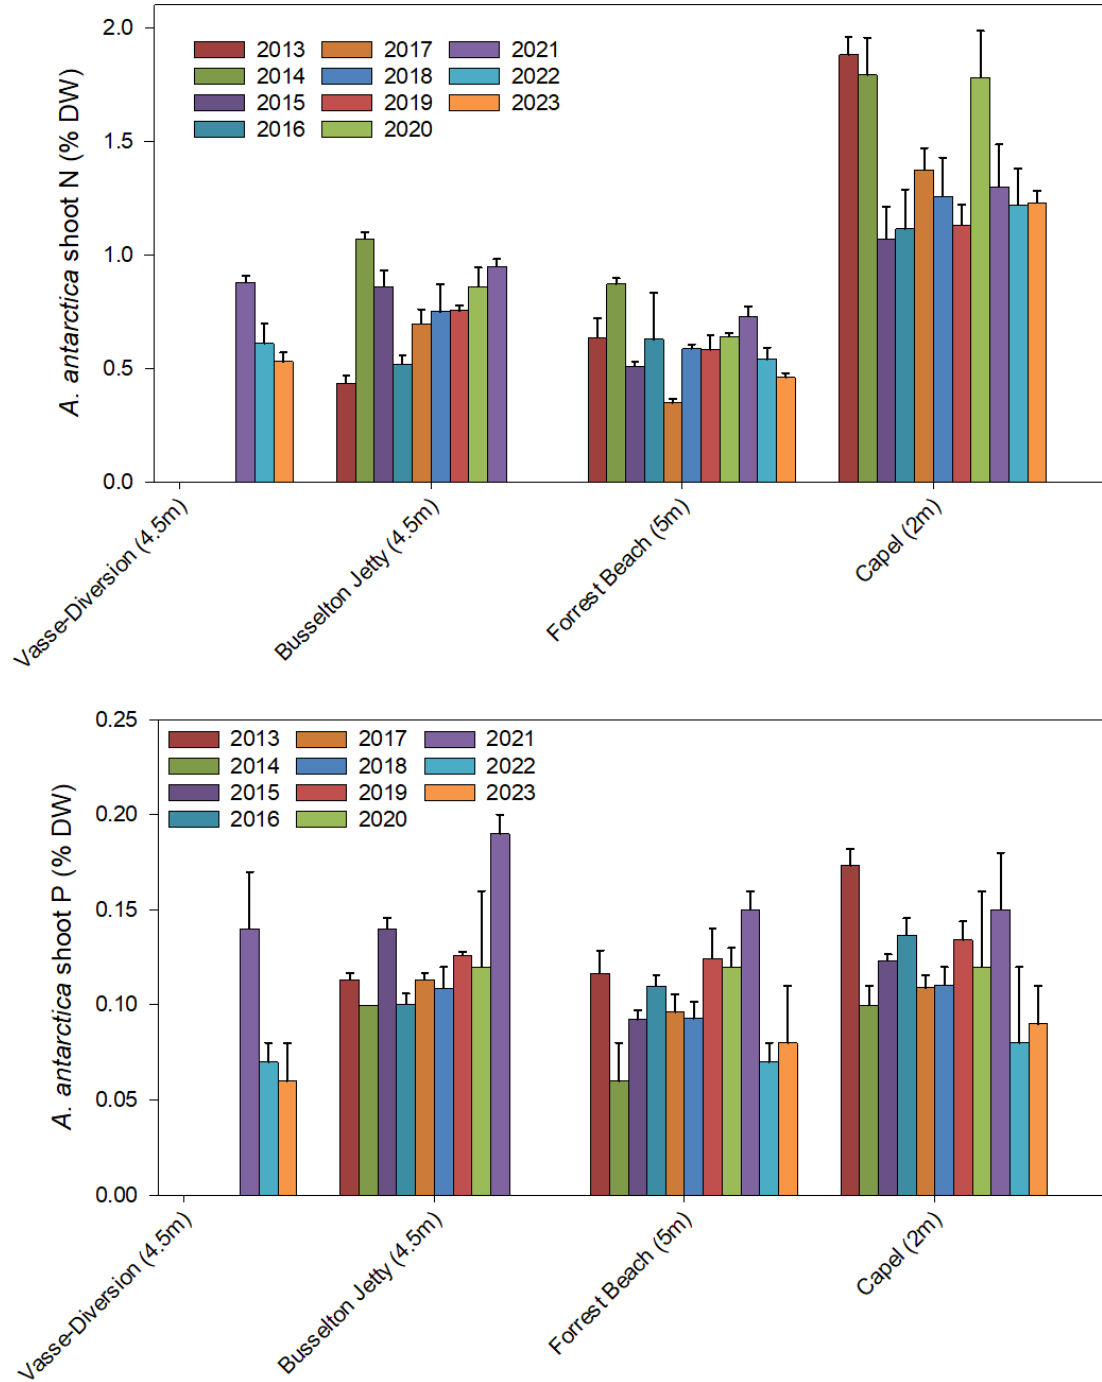 A. antarctica shoot N (% DW)
2.0
1.5
1.0
0.5
0.0
2013 2017 2021
2014 2018 2022
2015 2019 2023
2016 2020
Vasse-Diversion (4.5m)
Busselton Jetty (4.5m)
Forrest Beach (5m)
Capel (2m)
A. antarctica shoot P (% DW)
0.25
0.20
0.15
0.10
0.05
0.00
2013 2017 2021
2014 2018 2022
2015 2019 2023
2016 2020
Vasse-Diversion (4.5m)
Busselton Jetty (4.5m)
Forrest Beach (5m)
Capel (2m)